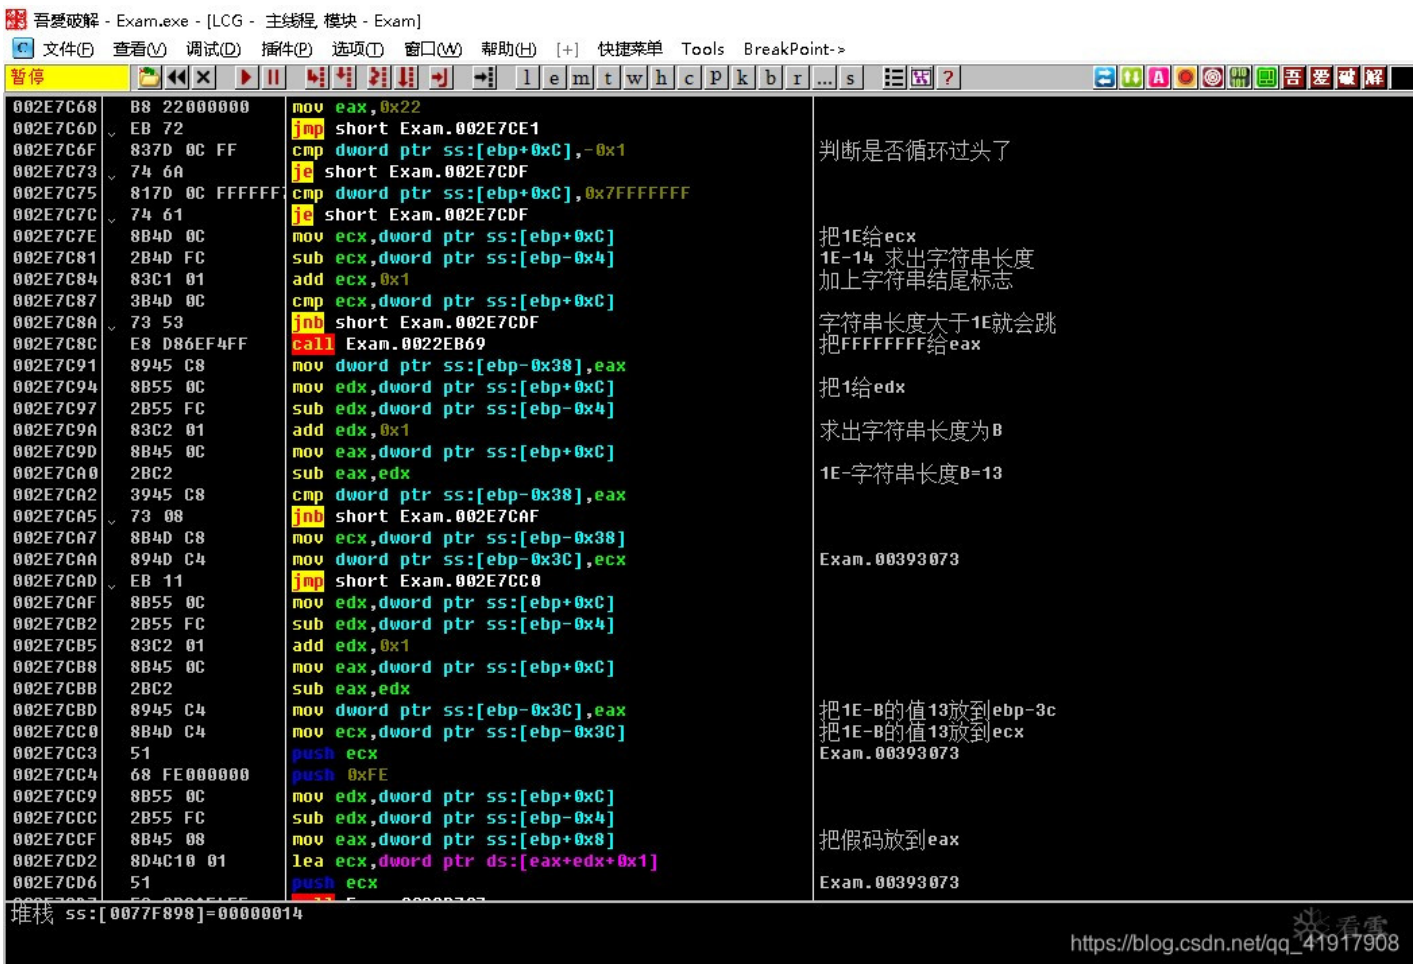 吾愛破解 - Exam.exe - [LCG - 主线程, 模块 - Exam]
C 文件(F) 查看(V) 调试(D) 插件(P) 选项(T) 窗口(W) 帮助(H) [+] 快捷菜单 Tools BreakPoint->
暂停 l e m t w h c P k b r ... s ? 吾 爱 破 解
002E7C68 B8 22000000 mov eax,0x22
002E7C6D EB 72 jmp short Exam.002E7CE1
002E7C6F 837D 0C FF cmp dword ptr ss:[ebp+0xC],-0x1 判断是否循环过头了
002E7C73 74 6A je short Exam.002E7CDF
002E7C75 817D 0C FFFFFF cmp dword ptr ss:[ebp+0xC],0x7FFFFFFF
002E7C7C 74 61 je short Exam.002E7CDF
002E7C7E 8B4D 0C mov ecx,dword ptr ss:[ebp+0xC] 把1E给ecx
002E7C81 2B4D FC sub ecx,dword ptr ss:[ebp-0x4] 1E-14 求出字符串长度
002E7C84 83C1 01 add ecx,0x1 加上字符串结尾标志
002E7C87 3B4D 0C cmp ecx,dword ptr ss:[ebp+0xC]
002E7C8A 73 53 jnb short Exam.002E7CDF 字符串长度大于1E就会跳
002E7C8C E8 D86EF4FF call Exam.0022EB69 把FFFFFFFF给eax
002E7C91 8945 C8 mov dword ptr ss:[ebp-0x38],eax
002E7C94 8B55 0C mov edx,dword ptr ss:[ebp+0xC] 把1给edx
002E7C97 2B55 FC sub edx,dword ptr ss:[ebp-0x4]
002E7C9A 83C2 01 add edx,0x1 求出字符串长度为B
002E7C9D 8B45 0C mov eax,dword ptr ss:[ebp+0xC]
002E7CA0 2BC2 sub eax,edx 1E-字符串长度B=13
002E7CA2 3945 C8 cmp dword ptr ss:[ebp-0x38],eax
002E7CA5 73 08 jnb short Exam.002E7CAF
002E7CA7 8B4D C8 mov ecx,dword ptr ss:[ebp-0x38]
002E7CAA 894D C4 mov dword ptr ss:[ebp-0x3C],ecx Exam.00393073
002E7CAD EB 11 jmp short Exam.002E7CC0
002E7CAF 8B55 0C mov edx,dword ptr ss:[ebp+0xC]
002E7CB2 2B55 FC sub edx,dword ptr ss:[ebp-0x4]
002E7CB5 83C2 01 add edx,0x1
002E7CB8 8B45 0C mov eax,dword ptr ss:[ebp+0xC]
002E7CBB 2BC2 sub eax,edx
002E7CBD 8945 C4 mov dword ptr ss:[ebp-0x3C],eax 把1E-B的值13放到ebp-3c
002E7CC0 8B4D C4 mov ecx,dword ptr ss:[ebp-0x3C] 把1E-B的值13放到ecx
002E7CC3 51 push ecx Exam.00393073
002E7CC4 68 FE000000 push 0xFE
002E7CC9 8B55 0C mov edx,dword ptr ss:[ebp+0xC]
002E7CCC 2B55 FC sub edx,dword ptr ss:[ebp-0x4]
002E7CCF 8B45 08 mov eax,dword ptr ss:[ebp+0x8] 把假码放到eax
002E7CD2 8D4C10 01 lea ecx,dword ptr ds:[eax+edx+0x1]
002E7CD6 51 push ecx Exam.00393073
堆栈 ss:[0077F898]=00000014
看雪
https://blog.csdn.net/qq_41917908